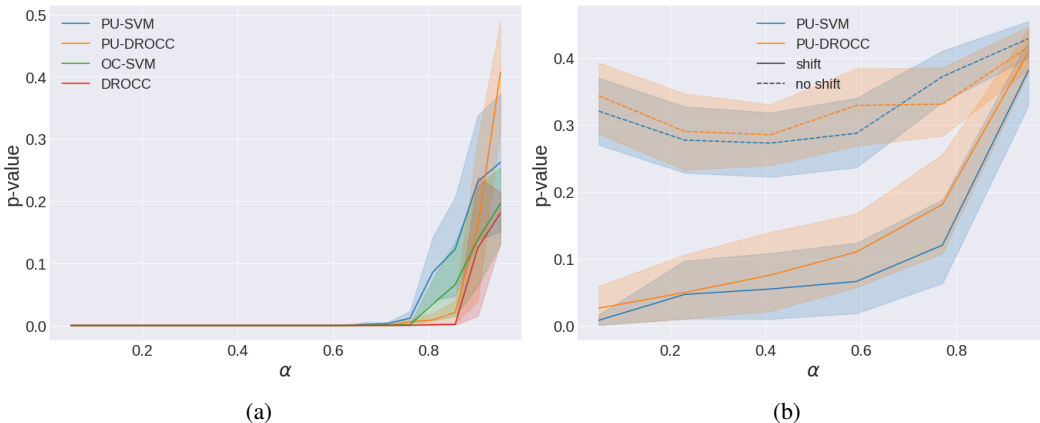 0.5
0.4
0.3
0.2
0.1
0.0
p-value
PU-SVM
PU-DROCC
OC-SVM
DROCC
0.2
0.4
0.6
0.8
α
(a)
0.4
0.3
0.2
0.1
0.0
p-value
PU-SVM
PU-DROCC
shift
no shift
0.2
0.4
0.6
0.8
α
(b)